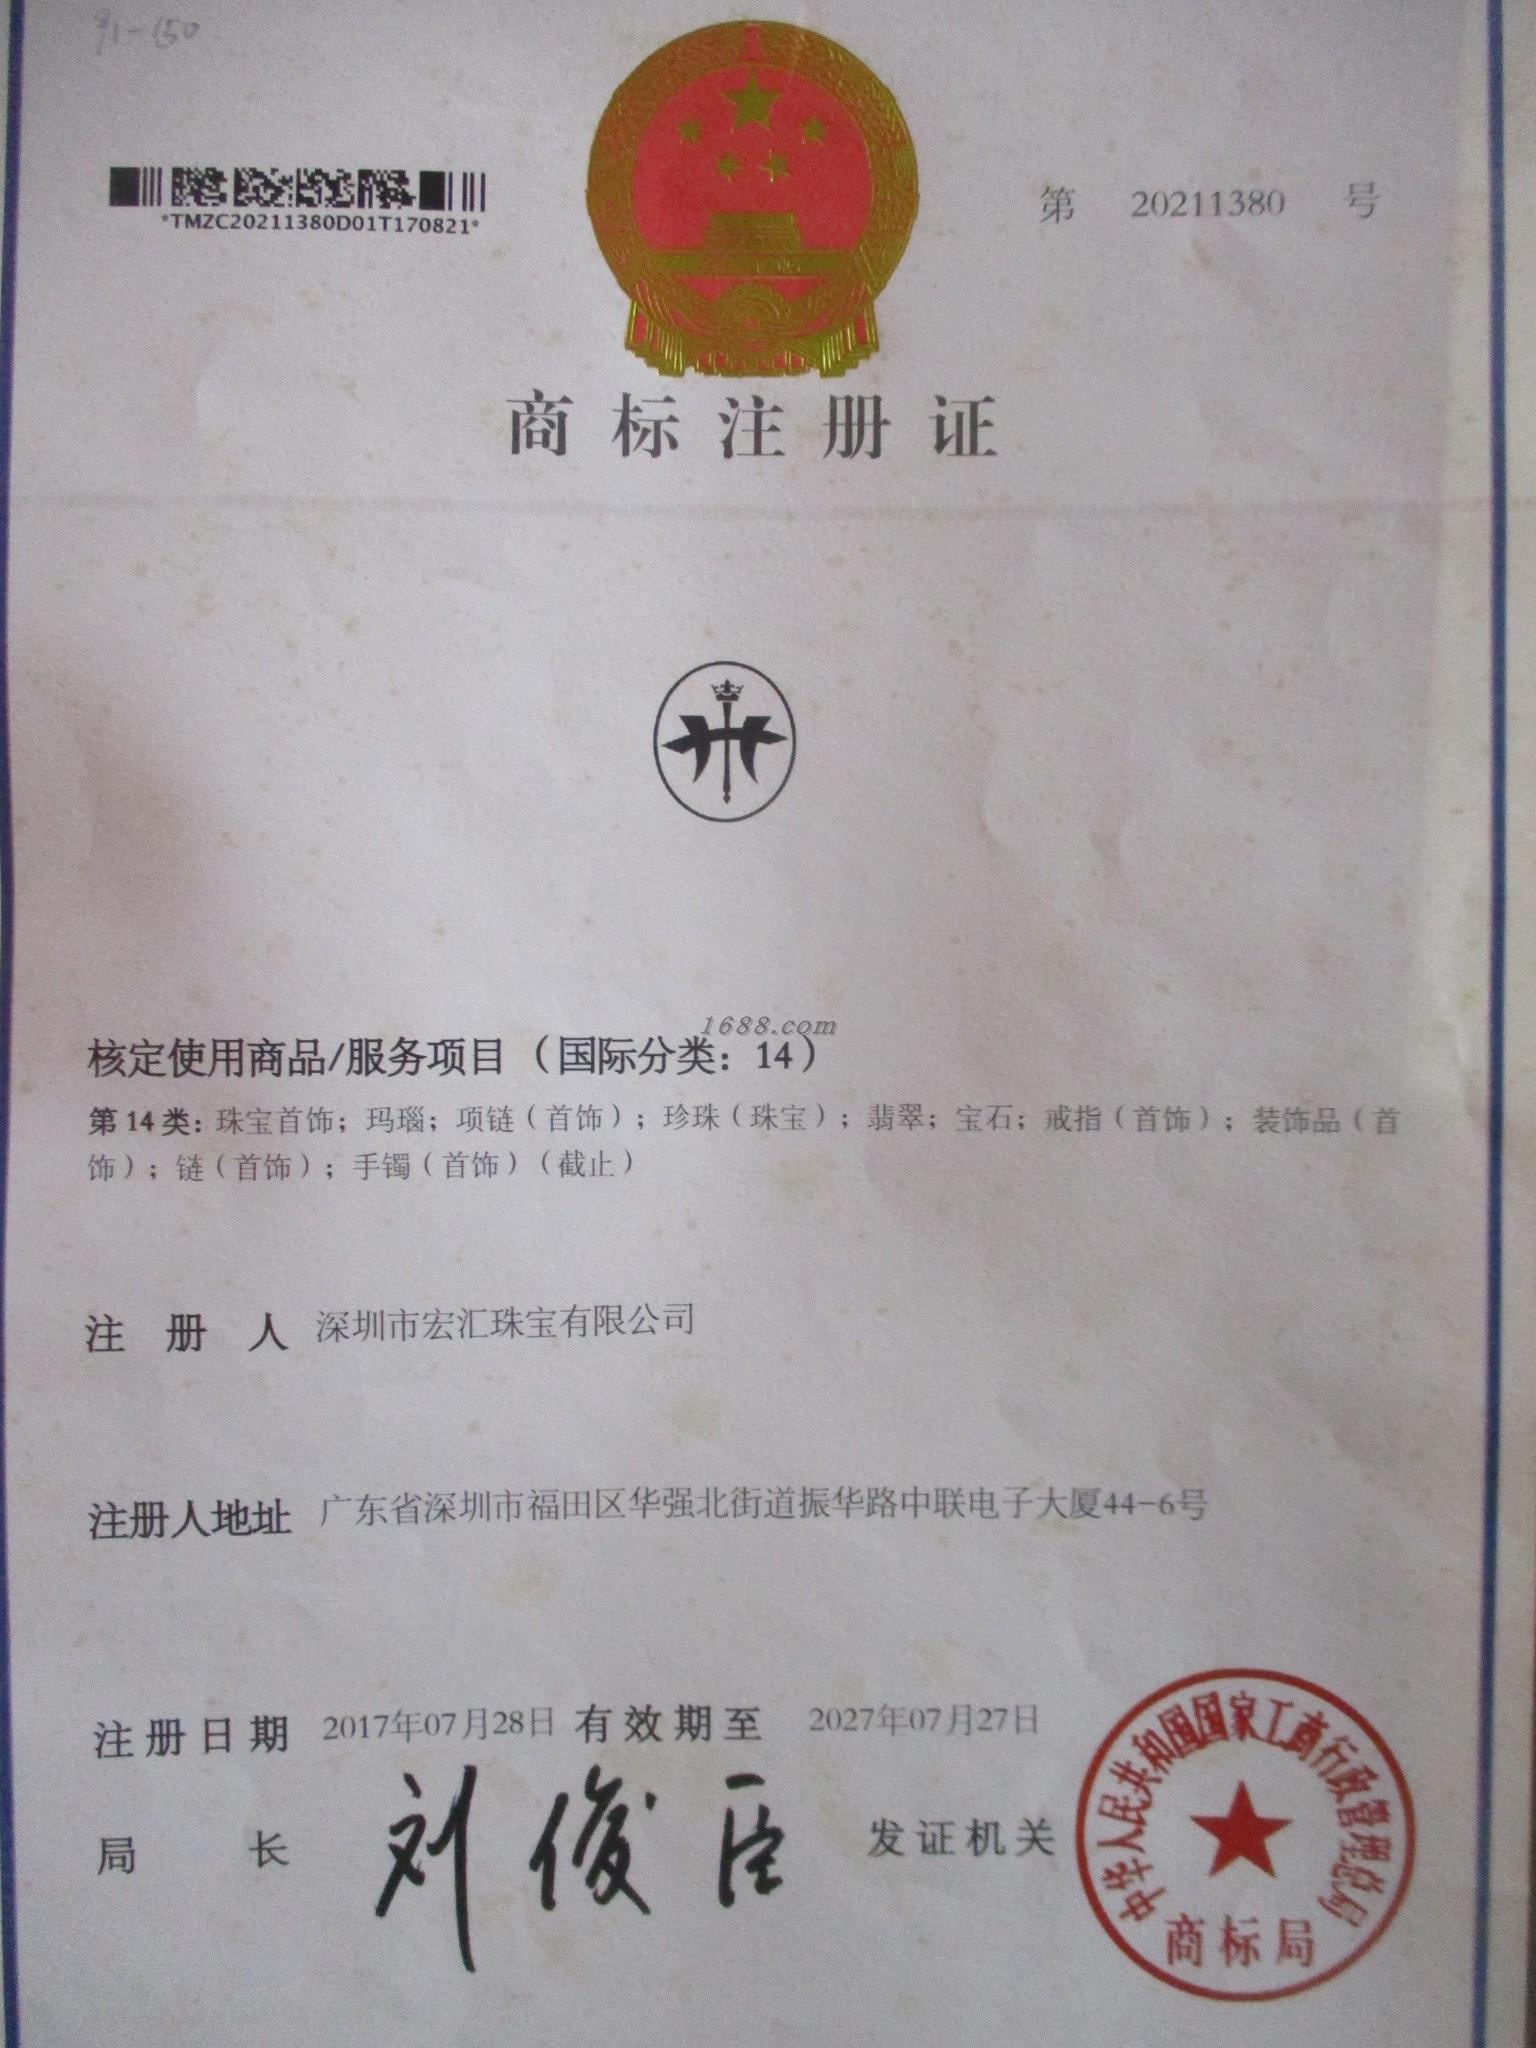 91-150
*TMZC20211380D01T170821*
第 20211380 号
商标注册证
1688.com
核定使用商品/服务项目（国际分类：14）
第14类：珠宝首饰；玛瑙；项链（首饰）；珍珠（珠宝）；翡翠；宝石；戒指（首饰）；装饰品（首
饰）；链（首饰）；手镯（首饰）（截止）
注册人 深圳市宏汇珠宝有限公司
注册人地址 广东省深圳市福田区华强北街道振华路中联电子大厦44-6号
注册日期 2017年07月28日 有效期至 2027年07月27日
局长 刘俊臣 发证机关
中华人民共和国国家工商行政管理总局
商标局